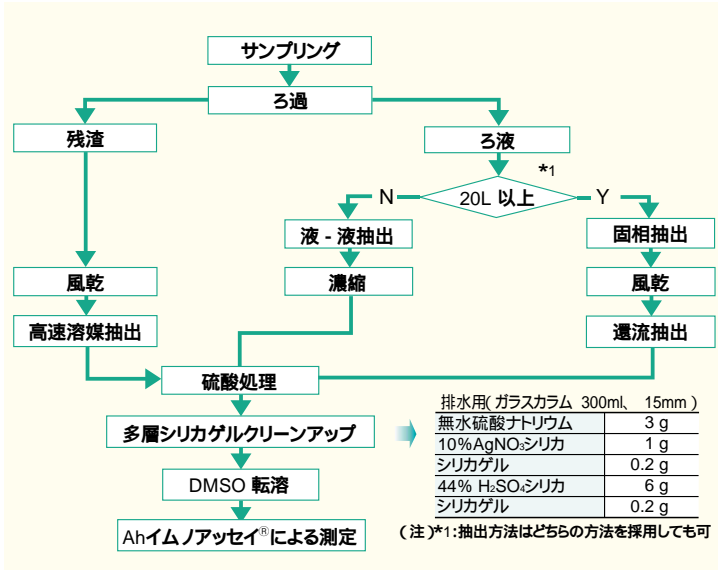 サンプリング
ろ過
残渣
ろ液
*1
N
20L 以上
Y
液 - 液抽出
固相抽出
風乾
濃縮
風乾
高速溶媒抽出
還流抽出
硫酸処理
多層シリカゲルクリーンアップ
DMSO 転溶
Ahイムノアッセイ®による測定
排水用(ガラスカラム 300ml、 15mm)
無水硫酸ナトリウム 3 g
10%AgNO₃シリカ 1 g
シリカゲル 0.2 g
44% H₂SO₄シリカ 6 g
シリカゲル 0.2 g
(注)*1:抽出方法はどちらの方法を採用しても可